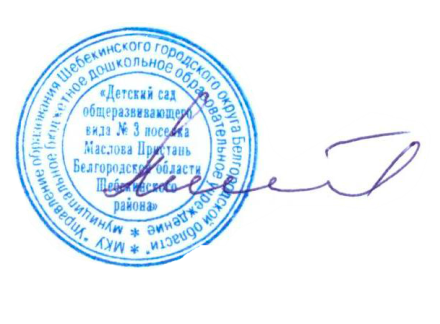 МКУ "Управление образования Шебекинского городского округа Белгородской области" *
муниципальное бюджетное дошкольное образовательное учреждение *
«Детский сад
общеразвивающего
вида № 3 поселка
Маслова Пристань
Белгородской области
Шебекинского
района»